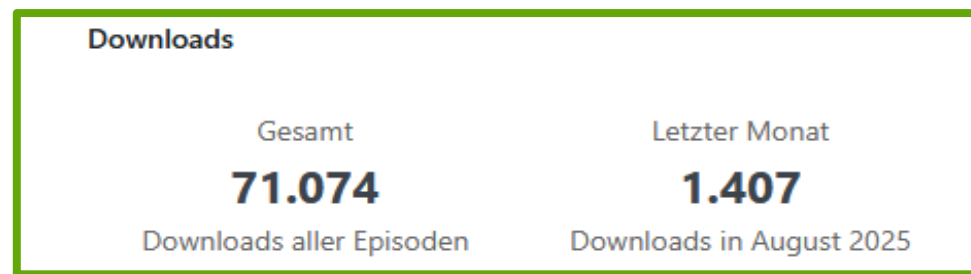 Downloads
Gesamt
Letzter Monat
71.074
1.407
Downloads aller Episoden
Downloads in August 2025